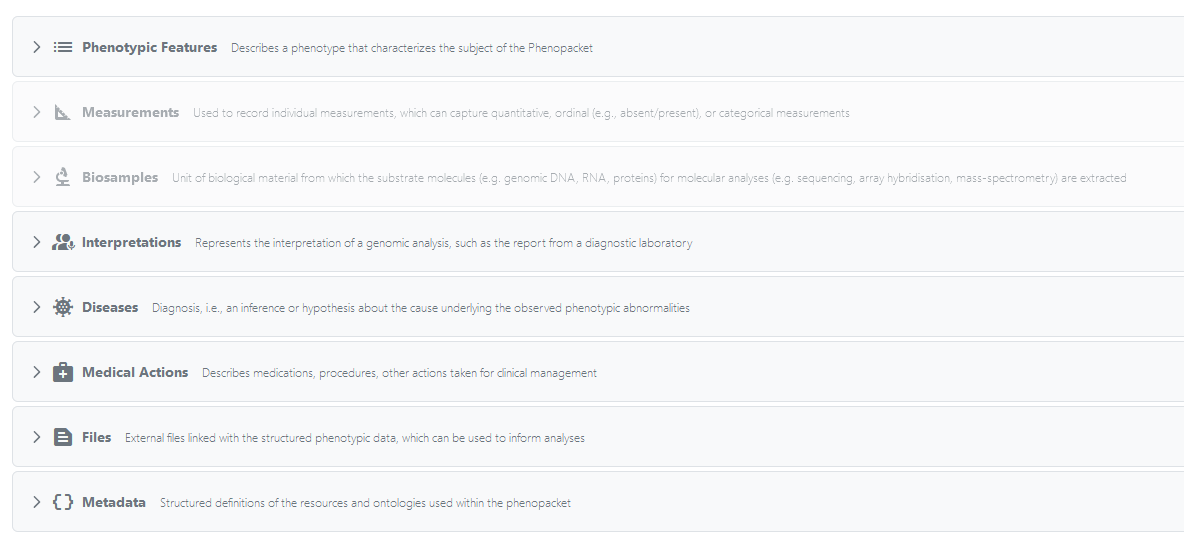 Phenotypic Features Describes a phenotype that characterizes the subject of the Phenopacket
Measurements Used to record individual measurements, which can capture quantitative, ordinal (e.g., absent/present), or categorical measurements
Biosamples Unit of biological material from which the substrate molecules (e.g. genomic DNA, RNA, proteins) for molecular analyses (e.g. sequencing, array hybridisation, mass-spectrometry) are extracted
Interpretations Represents the interpretation of a genomic analysis, such as the report from a diagnostic laboratory
Diseases Diagnosis, i.e., an inference or hypothesis about the cause underlying the observed phenotypic abnormalities
Medical Actions Describes medications, procedures, other actions taken for clinical management
Files External files linked with the structured phenotypic data, which can be used to inform analyses
Metadata Structured definitions of the resources and ontologies used within the phenopacket